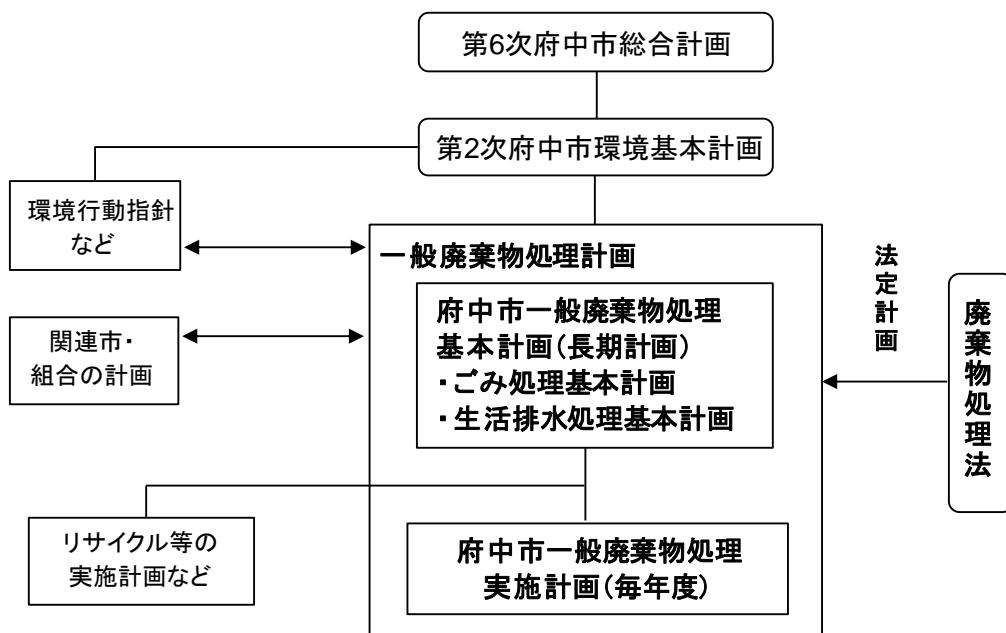 第6次府中市総合計画
第2次府中市環境基本計画
環境行動指針
など
一般廃棄物処理計画
府中市一般廃棄物処理
基本計画(長期計画)
・ごみ処理基本計画
・生活排水処理基本計画
関連市・
組合の計画
法定計画
廃棄物処理法
リサイクル等の
実施計画など
府中市一般廃棄物処理
実施計画(毎年度)